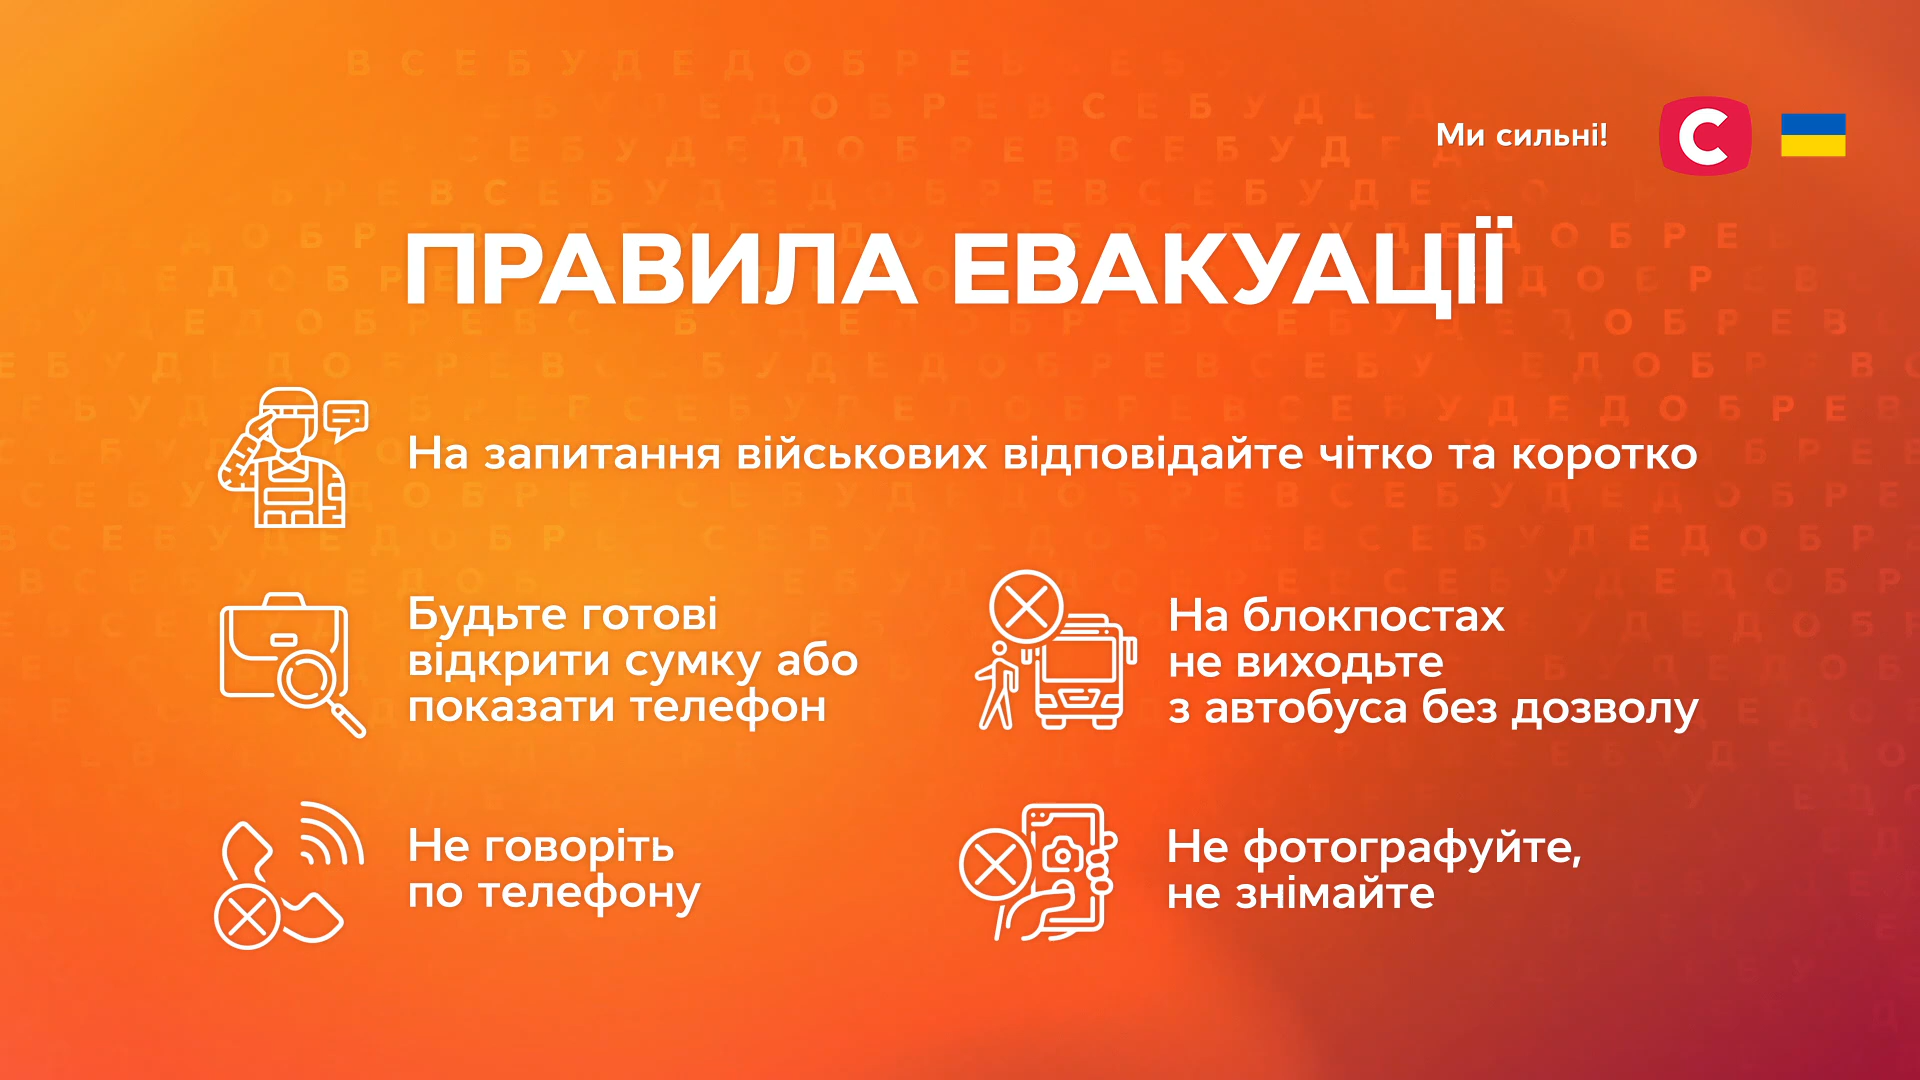 Ми сильні!
С
ПРАВИЛА ЕВАКУАЦІЇ
На запитання військових відповідайте чітко та коротко
Будьте готові
відкрити сумку або
показати телефон
На блокпостах
не виходьте
з автобуса без дозволу
Не говоріть
по телефону
Не фотографуйте,
не знімайте